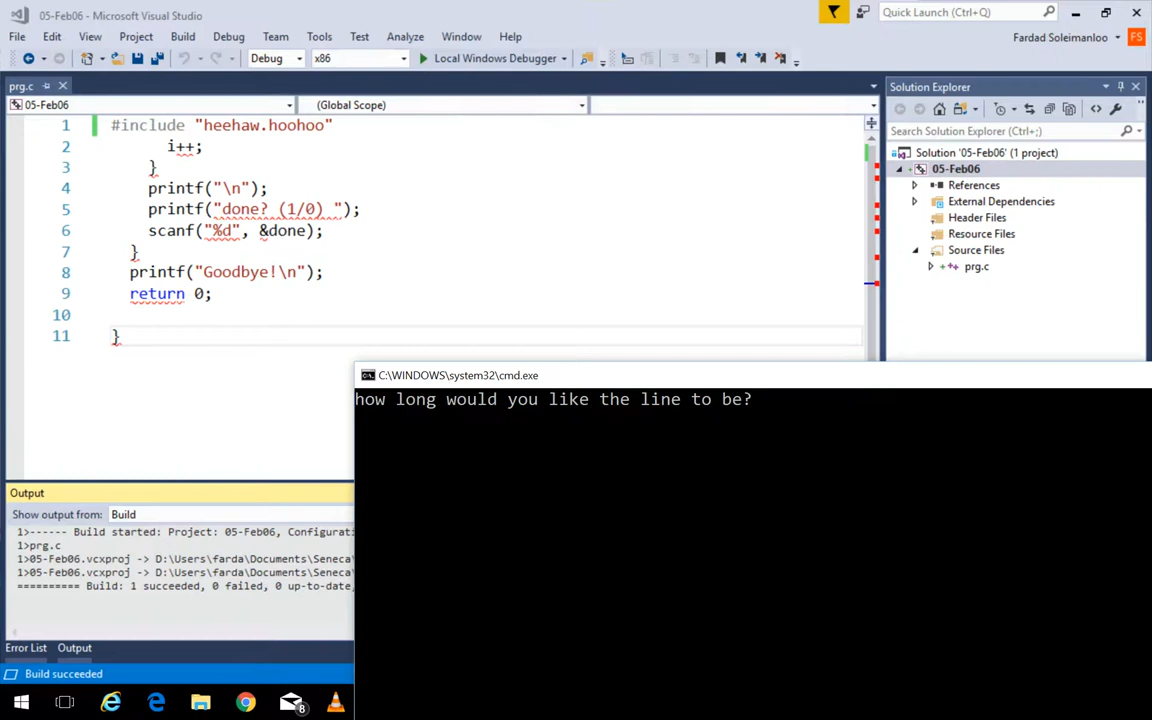 05-Feb06 - Microsoft Visual Studio
Quick Launch (Ctrl+Q)
File Edit View Project Build Debug Team Tools Test Analyze Window Help
Fardad Soleimanloo FS
Debug x86 Local Windows Debugger
prg.c
05-Feb06 (Global Scope)
1 #include "heehaw.hoohoo"
2 i++;
3 }
4 printf("\n");
5 printf("done? (1/0) ");
6 scanf("%d", &done);
7 }
8 printf("Goodbye!\n");
9 return 0;
10
11 }
Solution Explorer
Search Solution Explorer (Ctrl+;)
Solution '05-Feb06' (1 project)
05-Feb06
References
External Dependencies
Header Files
Resource Files
Source Files
prg.c
C:\WINDOWS\system32\cmd.exe
how long would you like the line to be?
Output
Show output from: Build
1>------ Build started: Project: 05-Feb06, Configurati
1>prg.c
1>05-Feb06.vcxproj -> D:\Users\farda\Documents\Seneca\
1>05-Feb06.vcxproj -> D:\Users\farda\Documents\Seneca\
========== Build: 1 succeeded, 0 failed, 0 up-to-date,
Error List Output
Build succeeded
8